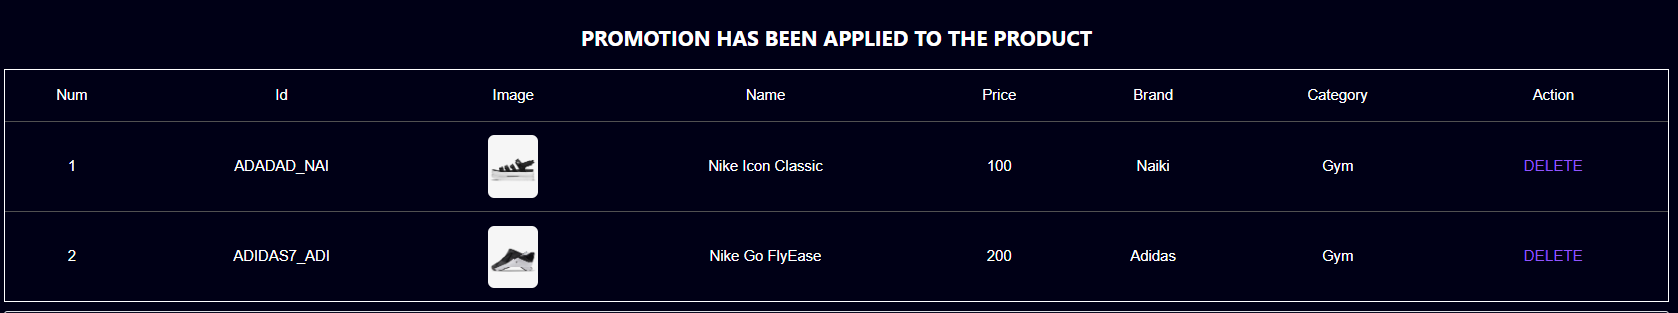 PROMOTION HAS BEEN APPLIED TO THE PRODUCT
Num Id Image Name Price Brand Category Action
1 ADADAD_NAI Nike Icon Classic 100 Naiki Gym DELETE
2 ADIDAS7_ADI Nike Go FlyEase 200 Adidas Gym DELETE